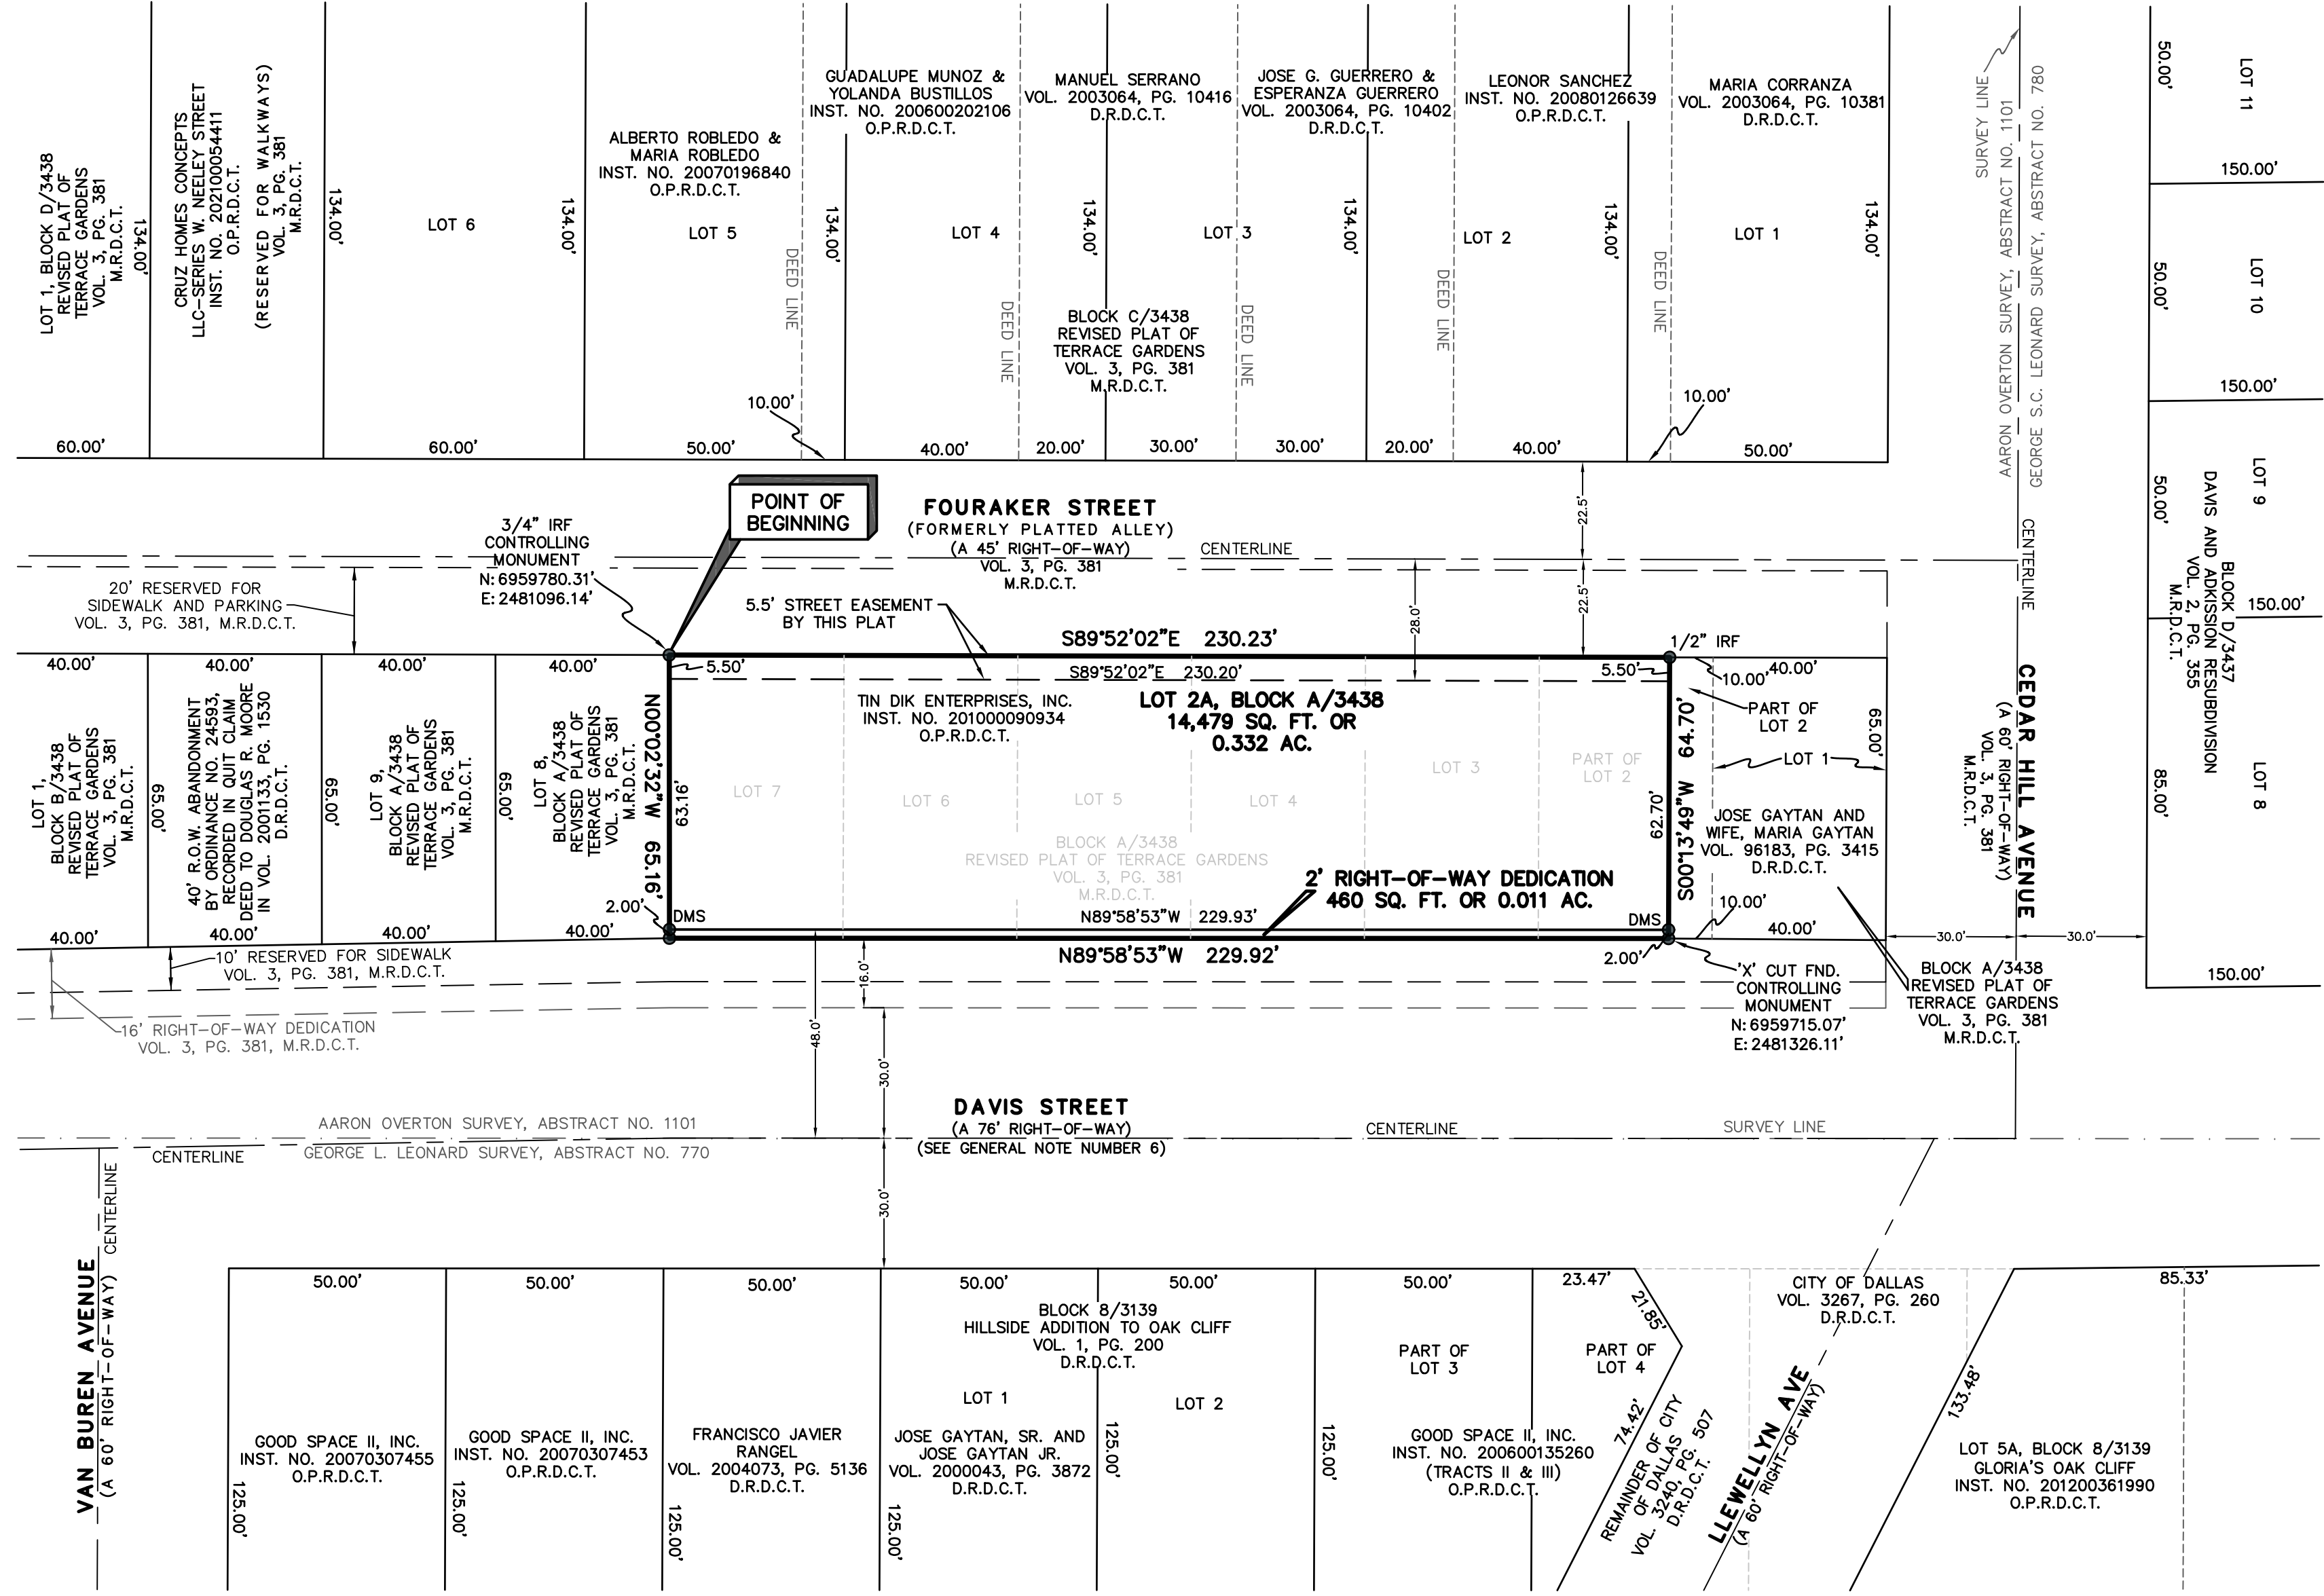 LOT 1, BLOCK D/3438
REVISED PLAT OF
TERRACE GARDENS
VOL. 3, PG. 381
M.R.D.C.T.
134.00'
60.00'
CRUZ HOMES CONCEPTS
LLC-SERIES W. NEELEY STREET
INST. NO. 202100054411
O.P.R.D.C.T.
(RESERVED FOR WALKWAYS)
VOL. 3, PG. 381
M.R.D.C.T.
134.00'
LOT 6
60.00'
134.00'
ALBERTO ROBLEDO &
MARIA ROBLEDO
INST. NO. 20070196840
O.P.R.D.C.T.
LOT 5
50.00'
DEED LINE
10.00'
134.00'
GUADALUPE MUNOZ &
YOLANDA BUSTILLOS
INST. NO. 200600202106
O.P.R.D.C.T.
LOT 4
40.00'
DEED LINE
20.00'
134.00'
MANUEL SERRANO
VOL. 2003064, PG. 10416
D.R.D.C.T.
LOT 3
30.00'
DEED LINE
BLOCK C/3438
REVISED PLAT OF
TERRACE GARDENS
VOL. 3, PG. 381
M.R.D.C.T.
JOSE G. GUERRERO &
ESPERANZA GUERRERO
VOL. 2003064, PG. 10402
D.R.D.C.T.
30.00'
134.00'
20.00'
DEED LINE
LEONOR SANCHEZ
INST. NO. 20080126639
O.P.R.D.C.T.
LOT 2
40.00'
134.00'
DEED LINE
10.00'
MARIA CORRANZA
VOL. 2003064, PG. 10381
D.R.D.C.T.
LOT 1
134.00'
50.00'
SURVEY LINE
AARON OVERTON SURVEY, ABSTRACT NO. 1101
GEORGE S.C. LEONARD SURVEY, ABSTRACT NO. 780
CENTERLINE
50.00'
LOT 11
150.00'
50.00'
LOT 10
150.00'
50.00'
LOT 9
150.00'
BLOCK D/3437
DAVIS AND ADKISSION RESUBDIVISION
VOL. 2, PG. 355
M.R.D.C.T.
85.00'
LOT 8
150.00'
POINT OF
BEGINNING
FOURAKER STREET
(FORMERLY PLATTED ALLEY)
(A 45' RIGHT-OF-WAY)
VOL. 3, PG. 381
M.R.D.C.T.
CENTERLINE
22.5'
22.5'
28.0'
3/4" IRF
CONTROLLING
MONUMENT
N: 6959780.31'
E: 2481096.14'
20' RESERVED FOR
SIDEWALK AND PARKING
VOL. 3, PG. 381, M.R.D.C.T.
5.5' STREET EASEMENT
BY THIS PLAT
S89°52'02"E 230.23'
1/2" IRF
5.50'
S89°52'02"E 230.20'
5.50'
10.00'
40.00'
40.00'
40.00'
40.00'
40.00'
LOT 1,
BLOCK B/3438
REVISED PLAT OF
TERRACE GARDENS
VOL. 3, PG. 381
M.R.D.C.T.
65.00'
40' R.O.W. ABANDONMENT
BY ORDINANCE NO. 24593,
RECORDED IN QUIT CLAIM
DEED TO DOUGLAS R. MOORE
IN VOL. 2001133, PG. 1530
D.R.D.C.T.
65.00'
LOT 9,
BLOCK A/3438
REVISED PLAT OF
TERRACE GARDENS
VOL. 3, PG. 381
M.R.D.C.T.
65.00'
LOT 8,
BLOCK A/3438
REVISED PLAT OF
TERRACE GARDENS
VOL. 3, PG. 381
M.R.D.C.T.
N00°02'32"W 65.16'
63.16'
TIN DIK ENTERPRISES, INC.
INST. NO. 201000090934
O.P.R.D.C.T.
LOT 2A, BLOCK A/3438
14,479 SQ. FT. OR
0.332 AC.
LOT 7
LOT 6
LOT 5
LOT 4
LOT 3
PART OF
LOT 2
BLOCK A/3438
REVISED PLAT OF TERRACE GARDENS
VOL. 3, PG. 381
M.R.D.C.T.
2' RIGHT-OF-WAY DEDICATION
460 SQ. FT. OR 0.011 AC.
62.70'
S00°13'49"W 64.70'
PART OF
LOT 2
LOT 1
65.00'
JOSE GAYTAN AND
WIFE, MARIA GAYTAN
VOL. 96183, PG. 3415
D.R.D.C.T.
CEDAR HILL AVENUE
(A 60' RIGHT-OF-WAY)
VOL. 3, PG. 381
M.R.D.C.T.
2.00'
DMS
N89°58'53"W 229.93'
DMS
10.00'
40.00'
40.00'
40.00'
40.00'
40.00'
N89°58'53"W 229.92'
2.00'
30.0'
30.0'
10' RESERVED FOR SIDEWALK
VOL. 3, PG. 381, M.R.D.C.T.
16' RIGHT-OF-WAY DEDICATION
VOL. 3, PG. 381, M.R.D.C.T.
16.0'
48.0'
30.0'
30.0'
'X' CUT FND.
CONTROLLING
MONUMENT
N: 6959715.07'
E: 2481326.11'
BLOCK A/3438
REVISED PLAT OF
TERRACE GARDENS
VOL. 3, PG. 381
M.R.D.C.T.
DAVIS STREET
(A 76' RIGHT-OF-WAY)
(SEE GENERAL NOTE NUMBER 6)
CENTERLINE
SURVEY LINE
AARON OVERTON SURVEY, ABSTRACT NO. 1101
GEORGE L. LEONARD SURVEY, ABSTRACT NO. 770
CENTERLINE
CENTERLINE
VAN BUREN AVENUE
(A 60' RIGHT-OF-WAY)
50.00'
50.00'
50.00'
50.00'
50.00'
50.00'
23.47'
21.85'
74.42'
GOOD SPACE II, INC.
INST. NO. 20070307455
O.P.R.D.C.T.
125.00'
GOOD SPACE II, INC.
INST. NO. 20070307453
O.P.R.D.C.T.
125.00'
FRANCISCO JAVIER
RANGEL
VOL. 2004073, PG. 5136
D.R.D.C.T.
125.00'
BLOCK 8/3139
HILLSIDE ADDITION TO OAK CLIFF
VOL. 1, PG. 200
D.R.D.C.T.
LOT 1
JOSE GAYTAN, SR. AND
JOSE GAYTAN JR.
VOL. 2000043, PG. 3872
D.R.D.C.T.
125.00'
LOT 2
125.00'
125.00'
PART OF
LOT 3
PART OF
LOT 4
GOOD SPACE II, INC.
INST. NO. 200600135260
(TRACTS II & III)
O.P.R.D.C.T.
REMAINDER OF CITY
OF DALLAS
VOL. 3240, PG. 507
D.R.D.C.T.
LLEWELLYN AVE
(A 60' RIGHT-OF-WAY)
CITY OF DALLAS
VOL. 3267, PG. 260
D.R.D.C.T.
133.48'
85.33'
LOT 5A, BLOCK 8/3139
GLORIA'S OAK CLIFF
INST. NO. 201200361990
O.P.R.D.C.T.